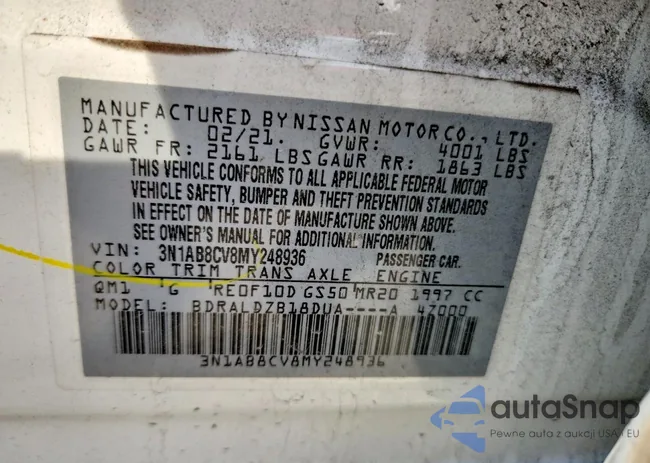 MANUFACTURED BY NISSAN MOTOR CO., LTD.
DATE: 02/21. GVWR: 4001 LBS
GAWR FR: 2161 LBS GAWR RR: 1863 LBS
THIS VEHICLE CONFORMS TO ALL APPLICABLE FEDERAL MOTOR
VEHICLE SAFETY, BUMPER AND THEFT PREVENTION STANDARDS
IN EFFECT ON THE DATE OF MANUFACTURE SHOWN ABOVE.
SEE OWNER'S MANUAL FOR ADDITIONAL INFORMATION.
VIN: 3N1AB8CV8MY248936 PASSENGER CAR.
COLOR TRIM TRANS AXLE ENGINE
QM1 G RE0F10D GS50 MR20 1997 CC
MODEL: BDRALDZB18DUA----A 4Z000
3N1AB8CV8MY248936
autoSnap
Pewne auta z aukcji USA i EU